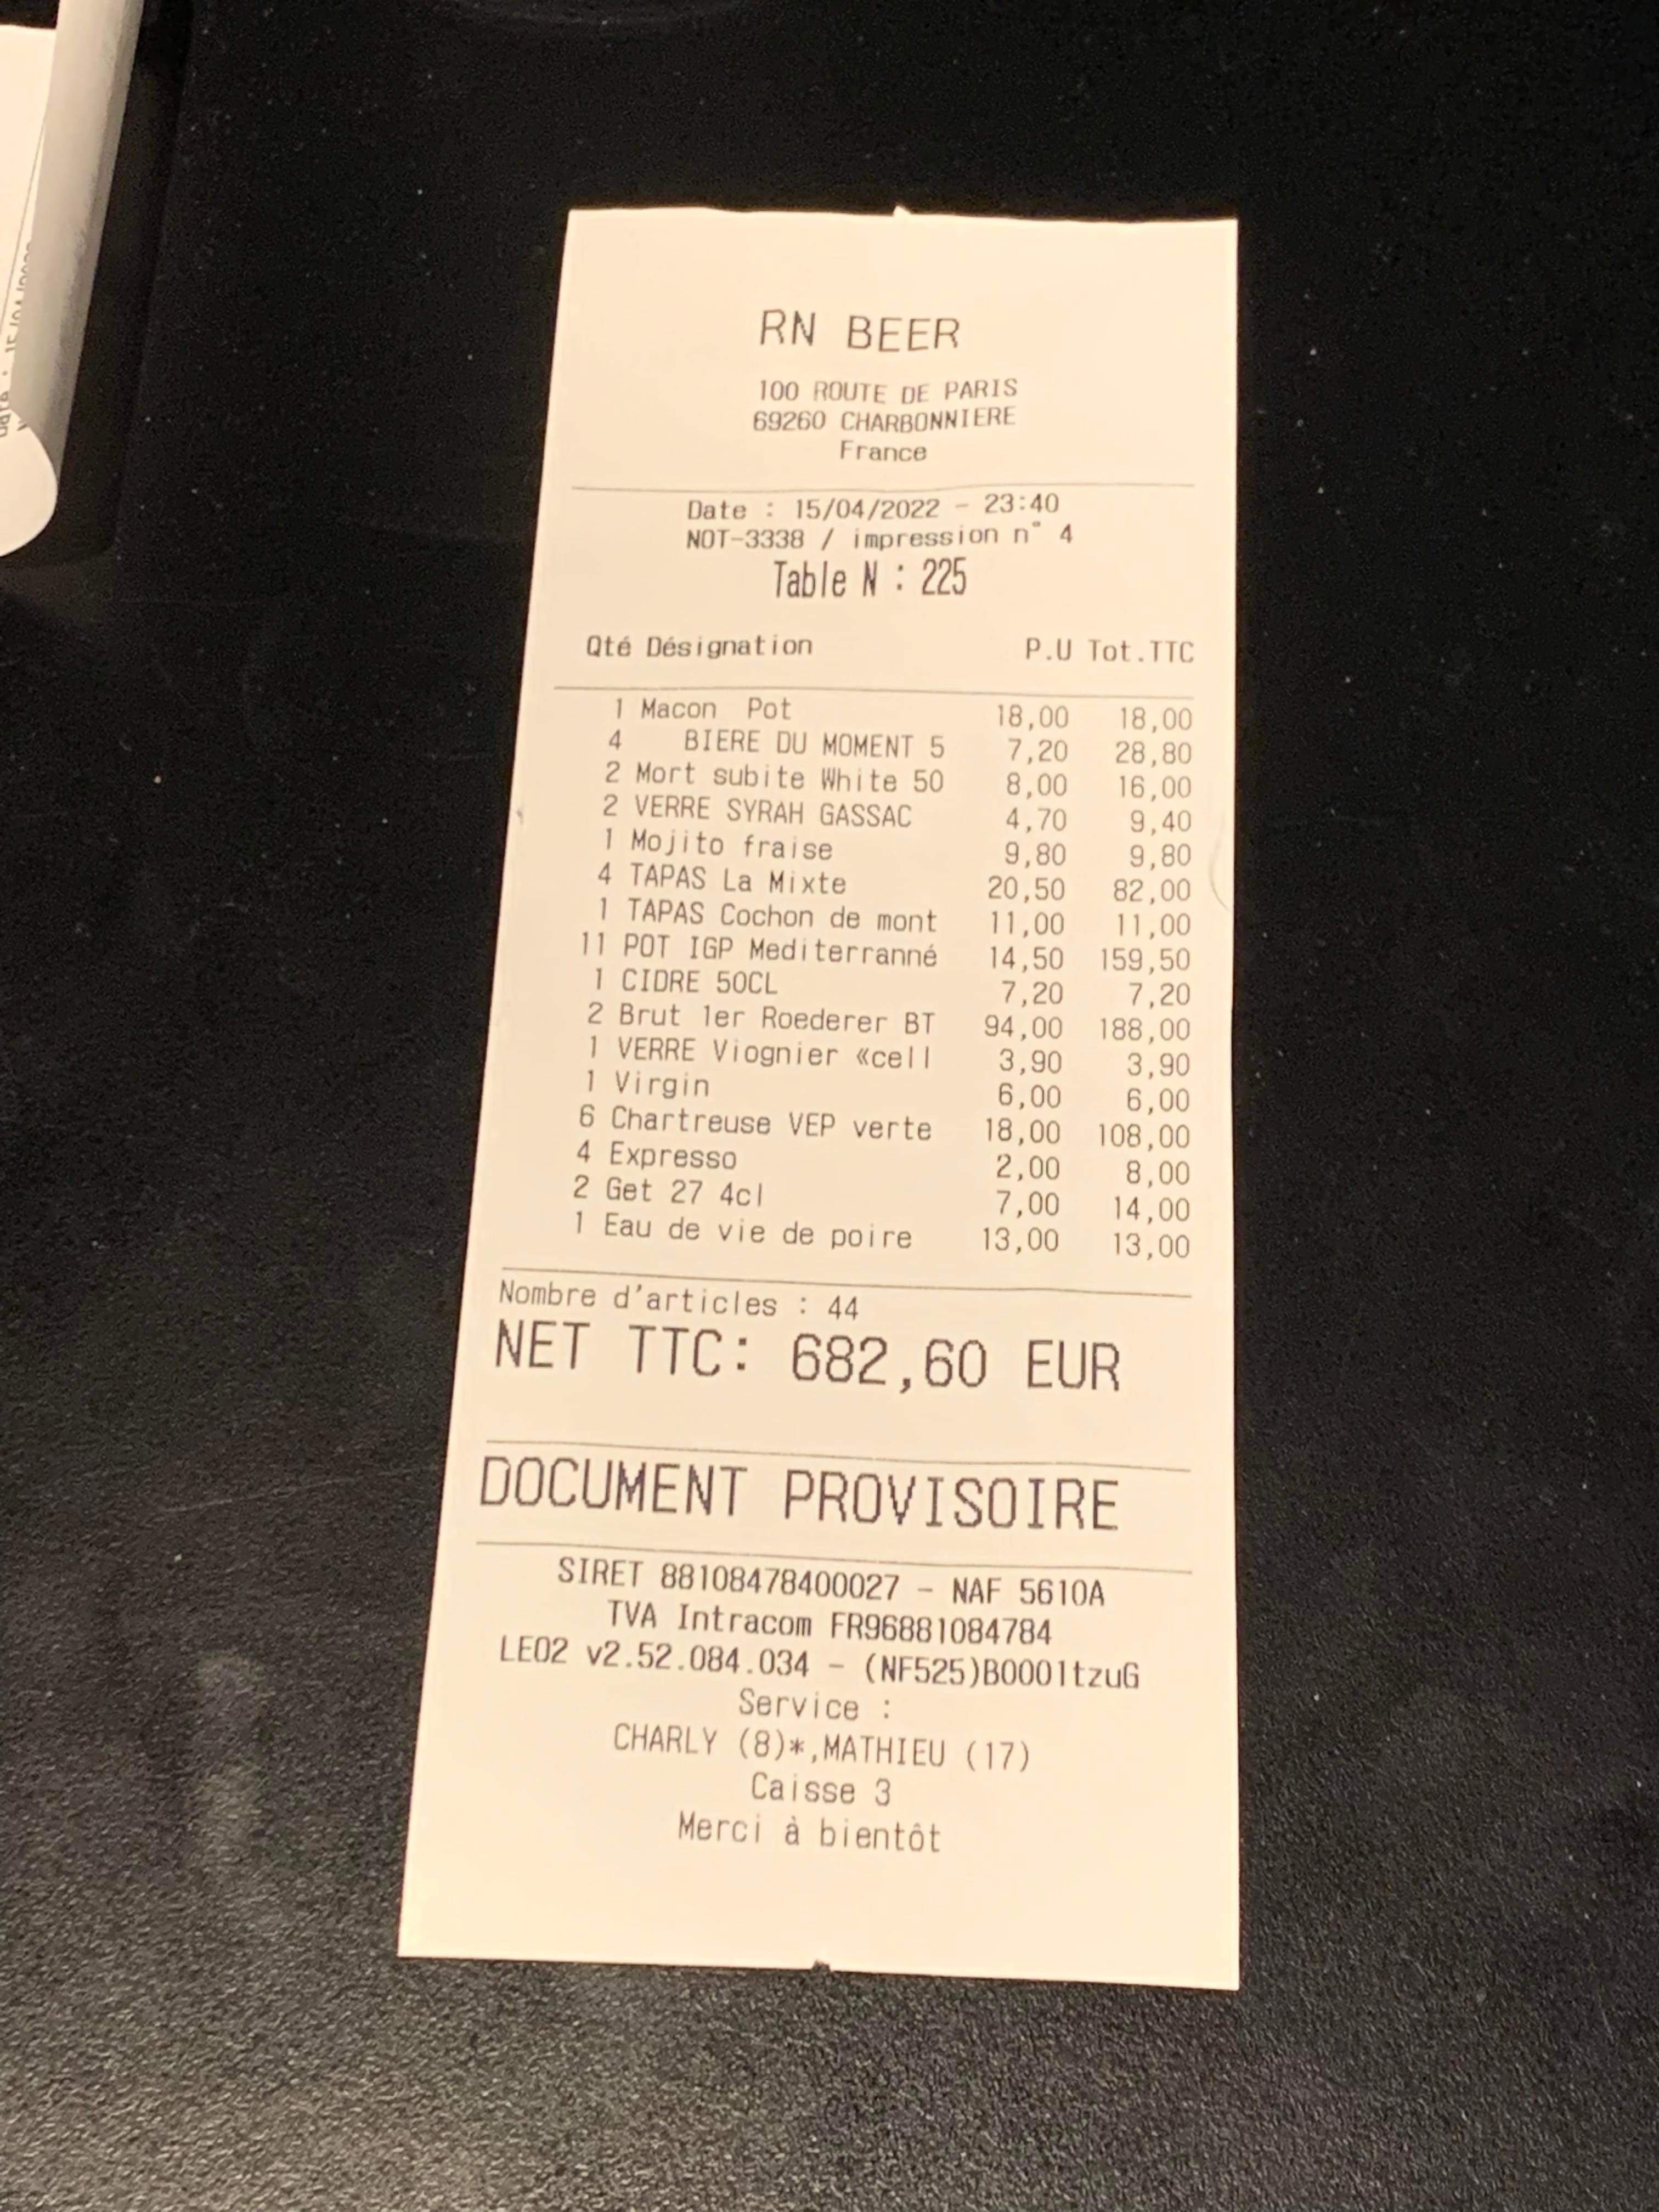 RN BEER
100 ROUTE DE PARIS
69260 CHARBONNIERE
France
Date : 15/04/2022 - 23:40
NOT-3338 / impression n° 4
Table N : 225
Qté Désignation P.U Tot.TTC
1 Macon Pot 18,00 18,00
4 BIERE DU MOMENT 5 7,20 28,80
2 Mort subite White 50 8,00 16,00
2 VERRE SYRAH GASSAC 4,70 9,40
1 Mojito fraise 9,80 9,80
4 TAPAS La Mixte 20,50 82,00
1 TAPAS Cochon de mont 11,00 11,00
11 POT IGP Mediterranné 14,50 159,50
1 CIDRE 50CL 7,20 7,20
2 Brut 1er Roederer BT 94,00 188,00
1 VERRE Viognier «cell 3,90 3,90
1 Virgin 6,00 6,00
6 Chartreuse VEP verte 18,00 108,00
4 Expresso 2,00 8,00
2 Get 27 4cl 7,00 14,00
1 Eau de vie de poire 13,00 13,00
Nombre d'articles : 44
NET TTC: 682,60 EUR
DOCUMENT PROVISOIRE
SIRET 88108478400027 - NAF 5610A
TVA Intracom FR96881084784
LEO2 v2.52.084.034 - (NF525)B0001tzuG
Service :
CHARLY (8)*,MATHIEU (17)
Caisse 3
Merci à bientôt